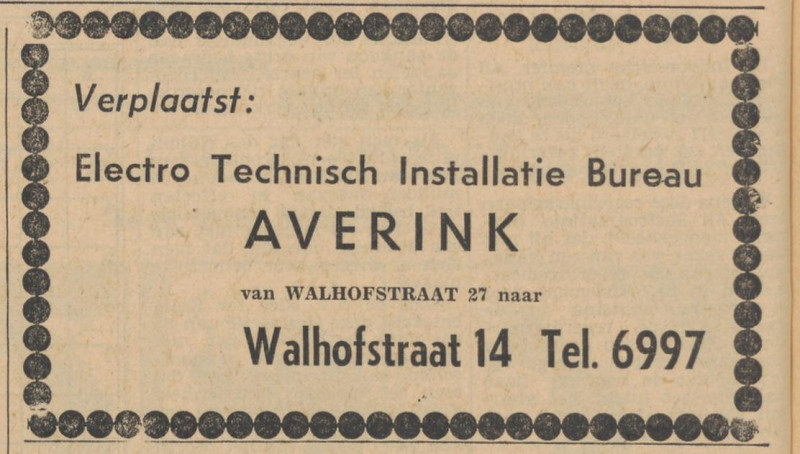 Verplaatst:
Electro Technisch Installatie Bureau
AVERINK
van WALHOFSTRAAT 27 naar
Walhofstraat 14 Tel. 6997